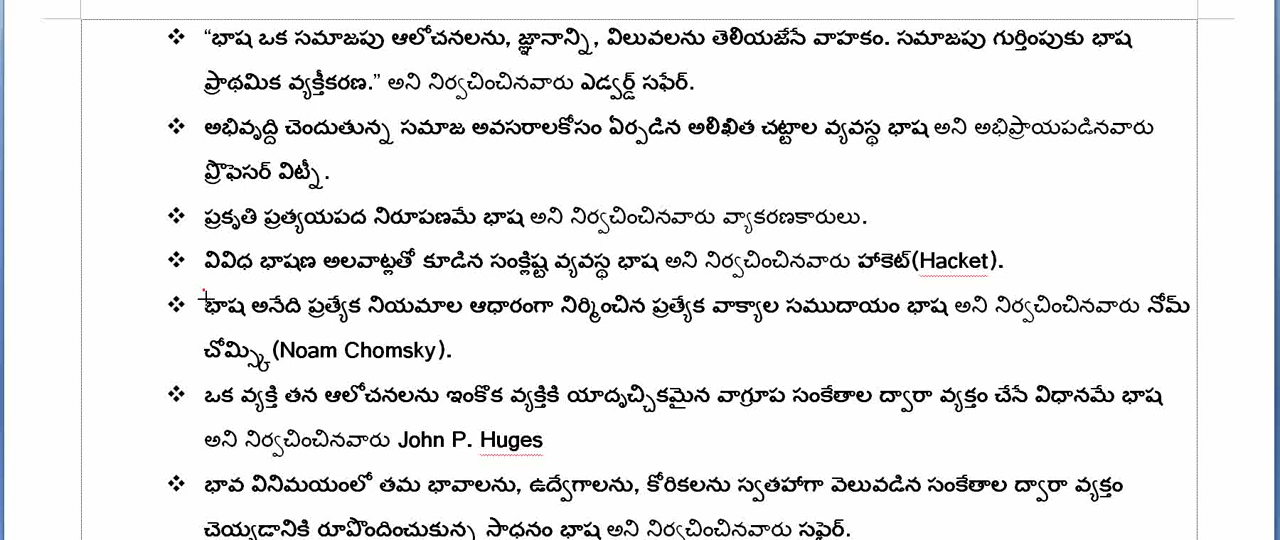 ❖ “భాష ఒక సమాజపు ఆలోచనలను, జ్ఞానాన్ని, విలువలను తెలియజేసే వాహకం. సమాజపు గుర్తింపుకు భాష
ప్రాథమిక వ్యక్తీకరణ.” అని నిర్వచించినవారు ఎడ్వర్డ్ సఫేర్.
❖ అభివృద్ది చెందుతున్న సమాజ అవసరాలకోసం ఏర్పడిన అలిఖిత చట్టాల వ్యవస్థ భాష అని అభిప్రాయపడినవారు
ప్రొఫెసర్ విట్నీ.
❖ ప్రకృతి ప్రత్యయపద నిరూపణమే భాష అని నిర్వచించినవారు వ్యాకరణకారులు.
❖ వివిధ భాషణ అలవాట్లతో కూడిన సంక్లిష్ట వ్యవస్థ భాష అని నిర్వచించినవారు హాకెట్(Hacket).
❖ భాష అనేది ప్రత్యేక నియమాల ఆధారంగా నిర్మించిన ప్రత్యేక వాక్యాల సముదాయం భాష అని నిర్వచించినవారు నోమ్
చోమ్స్కి(Noam Chomsky).
❖ ఒక వ్యక్తి తన ఆలోచనలను ఇంకొక వ్యక్తికి యాదృచ్చికమైన వాగ్రూప సంకేతాల ద్వారా వ్యక్తం చేసే విధానమే భాష
అని నిర్వచించినవారు John P. Huges
❖ భావ వినిమయంలో తమ భావాలను, ఉద్వేగాలను, కోరికలను స్వతహాగా వెలువడిన సంకేతాల ద్వారా వ్యక్తం
చెయ్యడానికి రూపొందించుకున్న సాధనం భాష అని నిర్వచించినవారు సఫైర్.